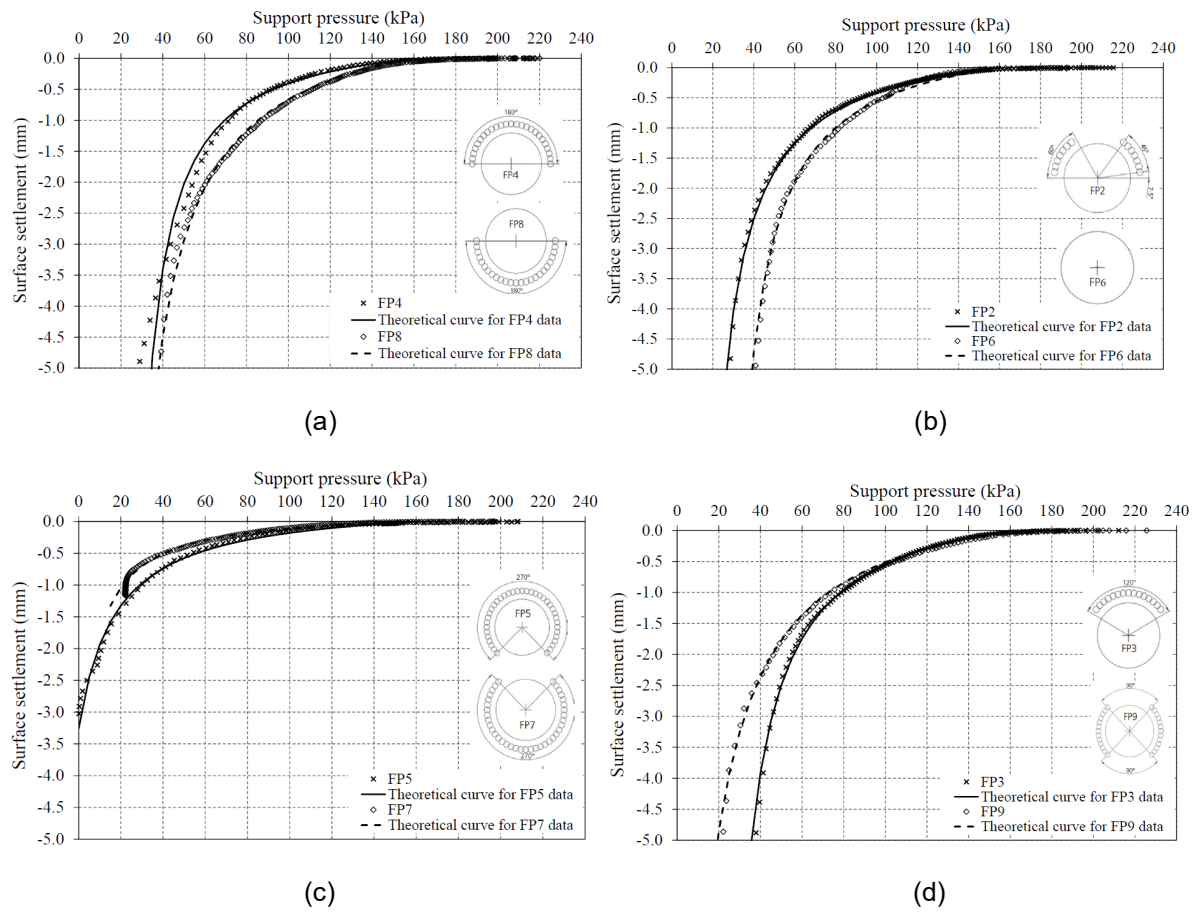 Support pressure (kPa)
0 20 40 60 80 100 120 140 160 180 200 220 240
Surface settlement (mm)
0.0
-0.5
-1.0
-1.5
-2.0
-2.5
-3.0
-3.5
-4.0
-4.5
-5.0
180°
FP4
FP8
180°
FP4
Theoretical curve for FP4 data
FP8
Theoretical curve for FP8 data
(a)
Support pressure (kPa)
0 20 40 60 80 100 120 140 160 180 200 220 240
Surface settlement (mm)
0.0
-0.5
-1.0
-1.5
-2.0
-2.5
-3.0
-3.5
-4.0
-4.5
-5.0
60°
45°
7.5°
FP2
FP6
FP2
Theoretical curve for FP2 data
FP6
Theoretical curve for FP6 data
(b)
Support pressure (kPa)
0 20 40 60 80 100 120 140 160 180 200 220 240
Surface settlement (mm)
0.0
-0.5
-1.0
-1.5
-2.0
-2.5
-3.0
-3.5
-4.0
-4.5
-5.0
270°
FP5
FP7
270°
FP5
Theoretical curve for FP5 data
FP7
Theoretical curve for FP7 data
(c)
Support pressure (kPa)
0 20 40 60 80 100 120 140 160 180 200 220 240
Surface settlement (mm)
0.0
-0.5
-1.0
-1.5
-2.0
-2.5
-3.0
-3.5
-4.0
-4.5
-5.0
120°
FP3
90°
FP9
90°
FP3
Theoretical curve for FP3 data
FP9
Theoretical curve for FP9 data
(d)